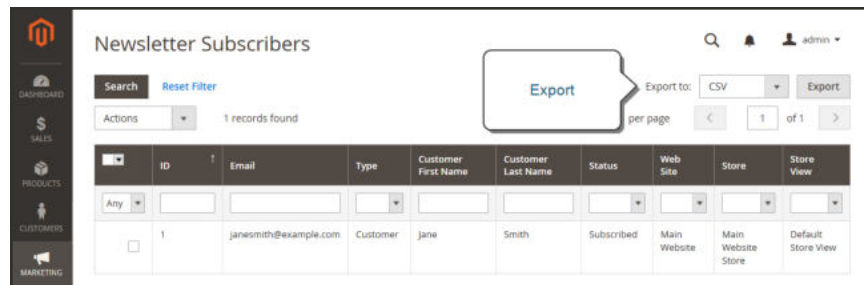 Newsletter Subscribers
admin
Search Reset Filter Export Export to: CSV Export
Actions 1 records found per page 1 of 1
ID Email Type Customer First Name Customer Last Name Status Web Site Store Store View
Any
1 janesmith@example.com Customer Jane Smith Subscribed Main Website Main Website Store Default Store View
DASHBOARD
SALES
PRODUCTS
CUSTOMERS
MARKETING